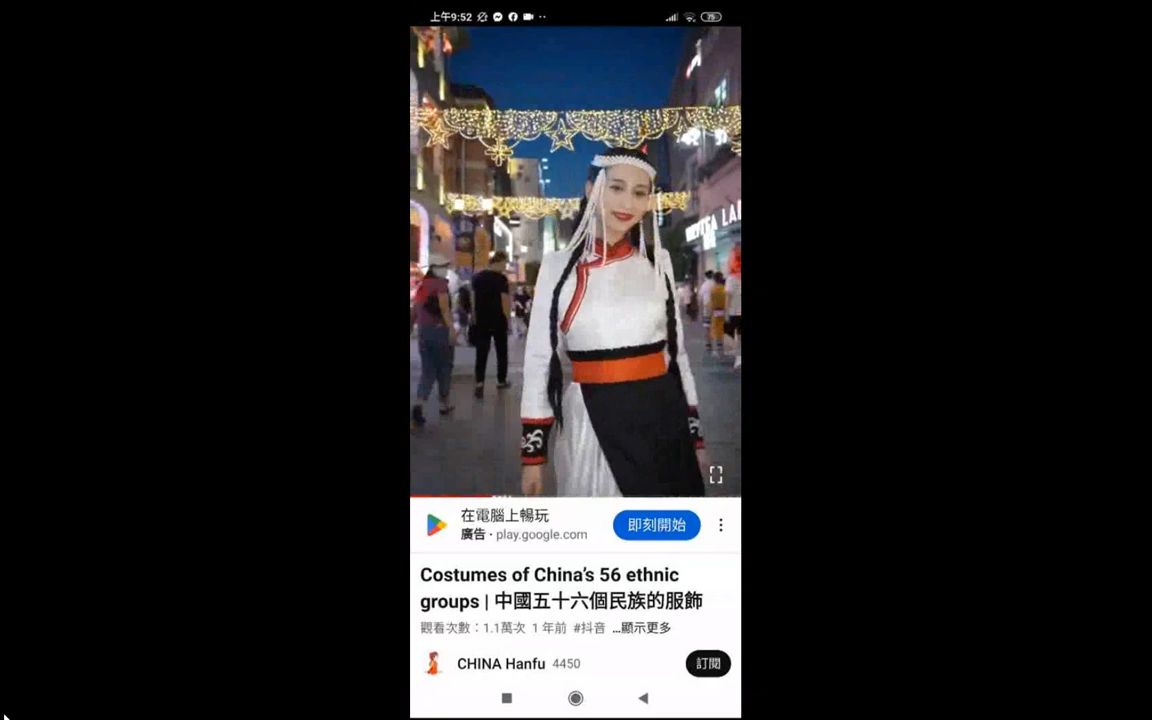 上午9:52
75
在電腦上暢玩
廣告 · play.google.com
即刻開始
Costumes of China's 56 ethnic
groups | 中國五十六個民族的服飾
觀看次數：1.1萬次 1 年前 #抖音 ...顯示更多
CHINA Hanfu 4450
訂閱